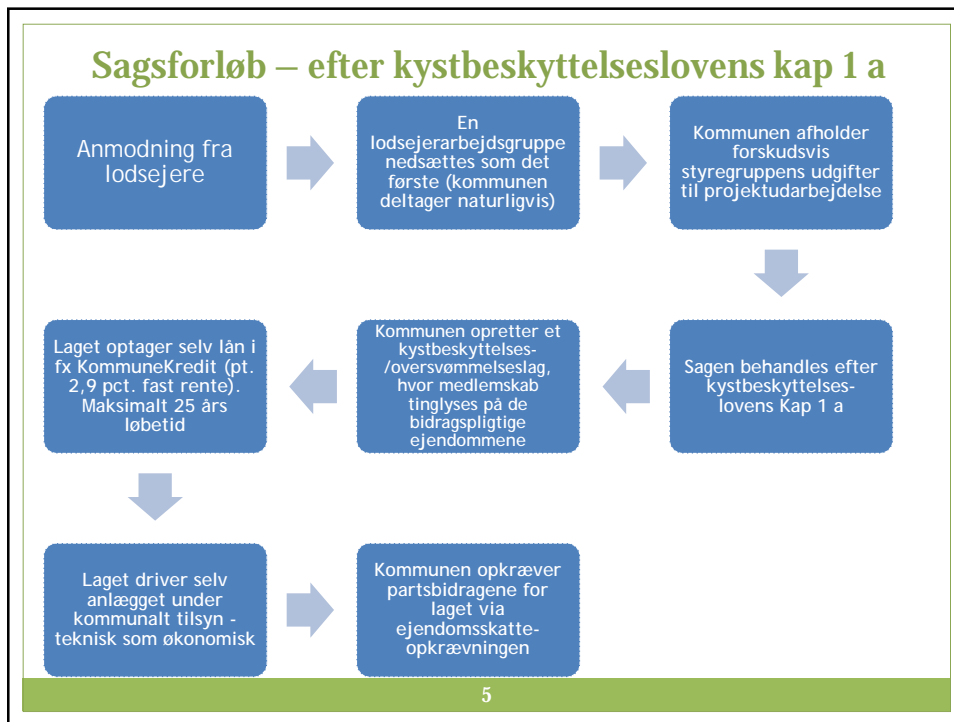 Sagsforløb – efter kystbeskyttelseslovens kap 1 a
Anmodning fra
lodsejere
En
lodsejerarbejdsgruppe
nedsættes som det
første (kommunen
deltager naturligvis)
Kommunen afholder
forskudsvis
styregruppens udgifter
til projektudarbejdelse
Sagen behandles efter
kystbeskyttelses-
lovens Kap 1 a
Kommunen opretter et
kystbeskyttelses-
/oversvømmelseslag,
hvor medlemskab
tinglyses på de
bidragspligtige
ejendommene
Laget optager selv lån i
fx KommuneKredit (pt.
2,9 pct. fast rente).
Maksimalt 25 års
løbetid
Laget driver selv
anlægget under
kommunalt tilsyn -
teknisk som økonomisk
Kommunen opkræver
partsbidragene for
laget via
ejendomsskatte-
opkrævningen
5